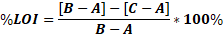 %LOI = [B − A] − [C − A] / B − A * 100%